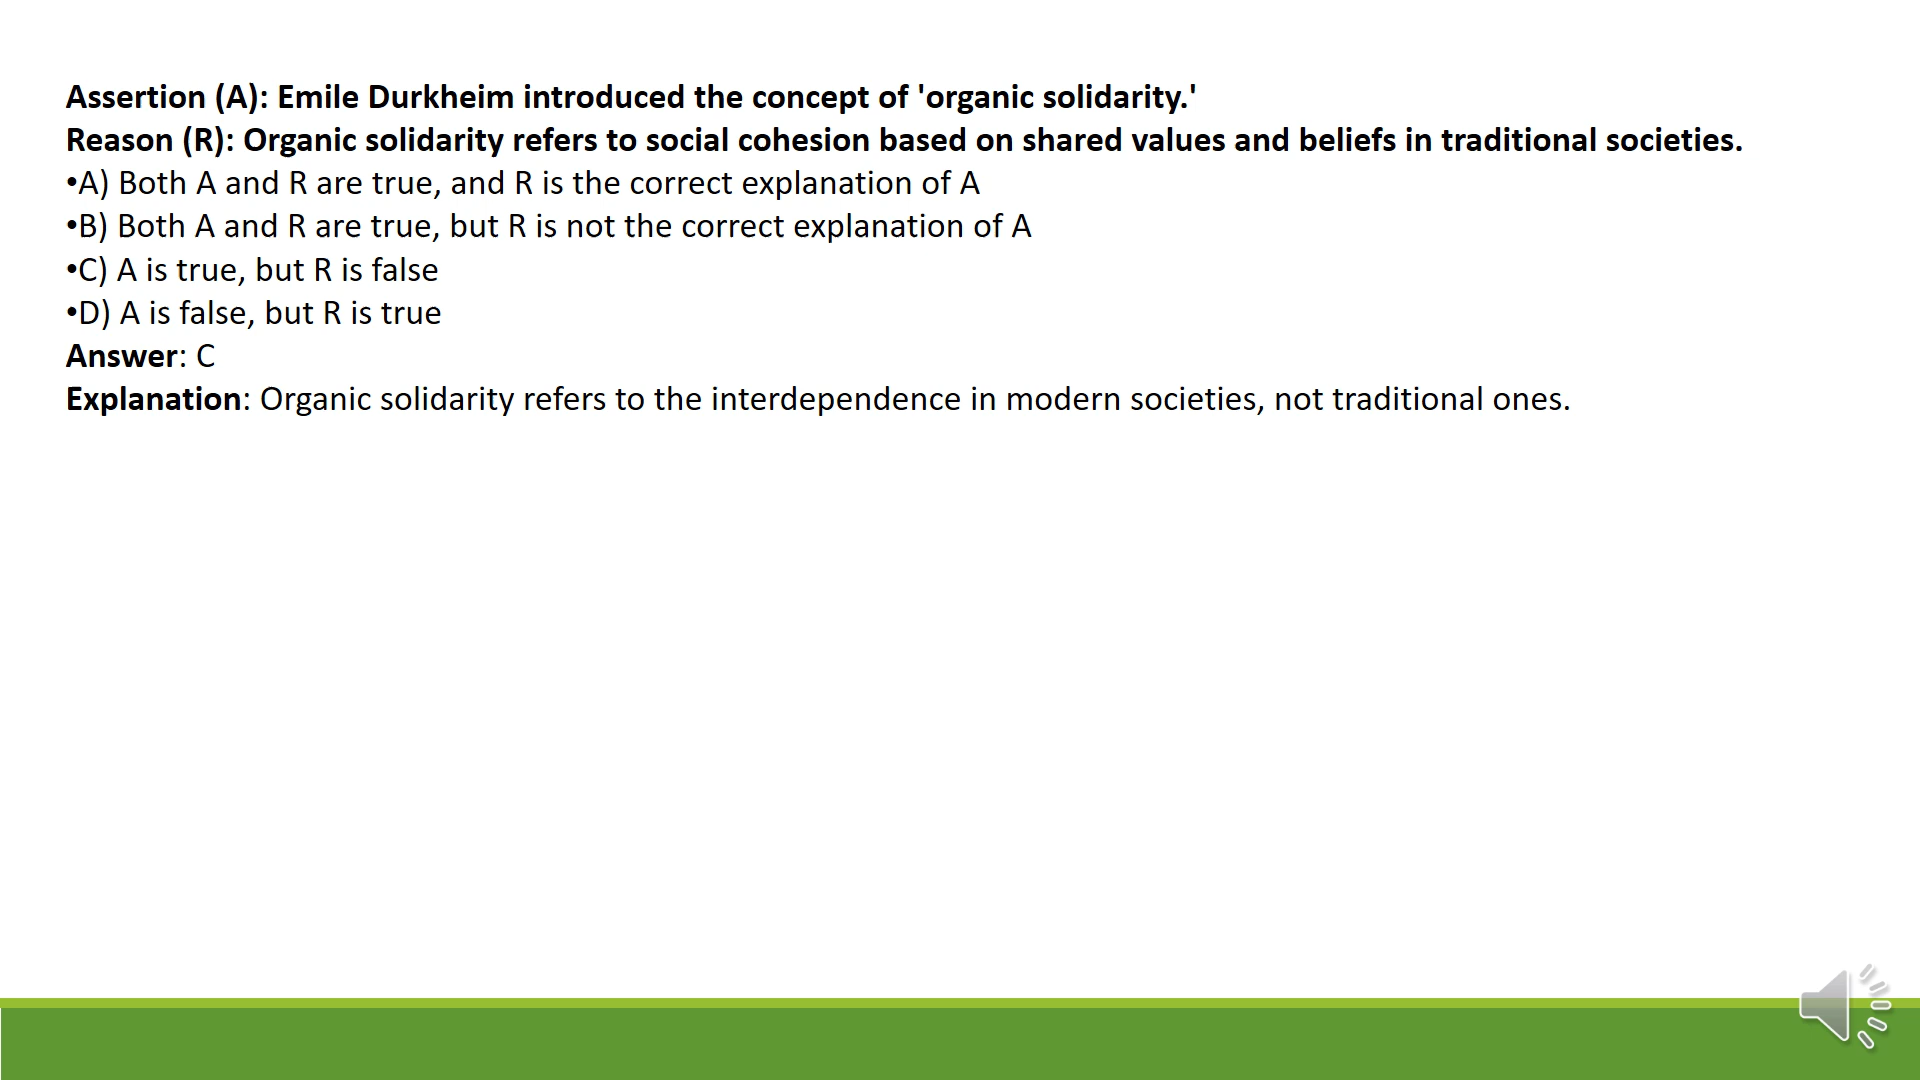 Assertion (A): Emile Durkheim introduced the concept of 'organic solidarity.'
Reason (R): Organic solidarity refers to social cohesion based on shared values and beliefs in traditional societies.
•A) Both A and R are true, and R is the correct explanation of A
•B) Both A and R are true, but R is not the correct explanation of A
•C) A is true, but R is false
•D) A is false, but R is true
Answer: C
Explanation: Organic solidarity refers to the interdependence in modern societies, not traditional ones.